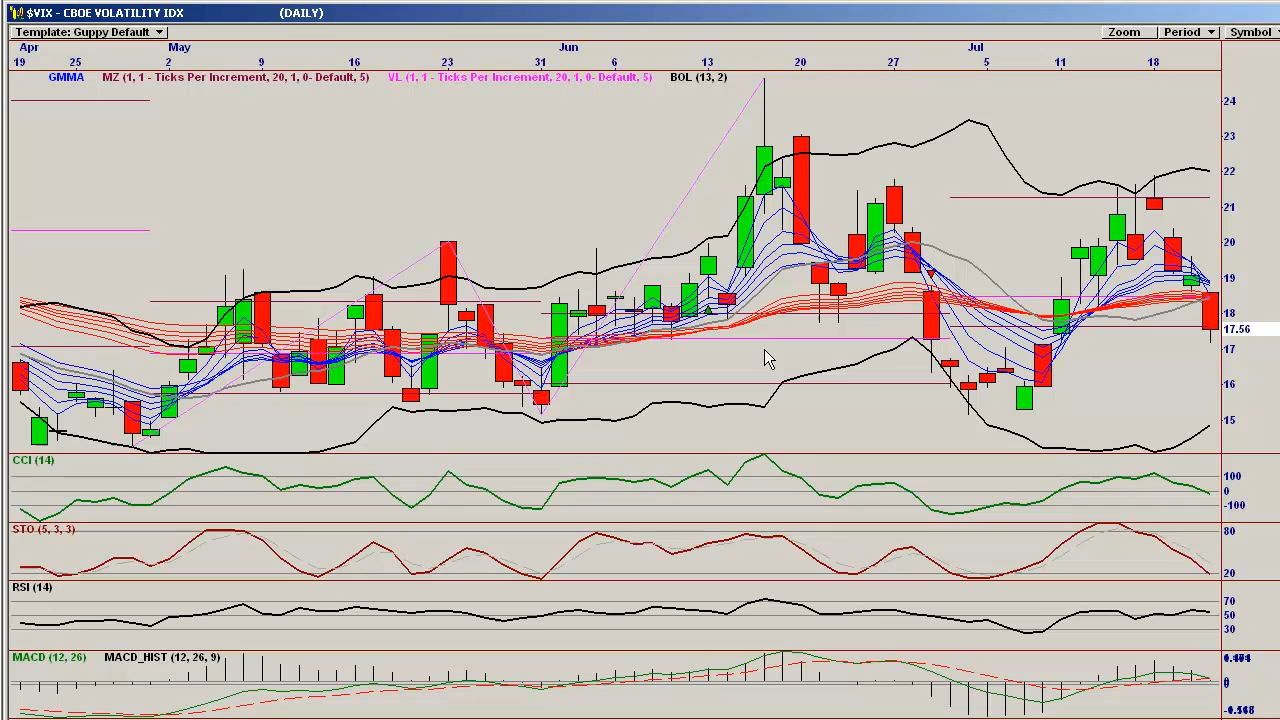 $VIX - CBOE VOLATILITY IDX (DAILY)
Template: Guppy Default Zoom Period Symbol
Apr May Jun Jul
19 25 2 9 16 23 31 6 13 20 27 5 11 18
GMMA MZ (1, 1 - Ticks Per Increment, 20, 1, 0- Default, 5) VL (1, 1 - Ticks Per Increment, 20, 1, 0- Default, 5) BOL (13, 2)
24
23
22
21
20
19
18
17.56
17
16
15
CCI (14)
100
0
-100
STO (5, 3, 3)
80
20
RSI (14)
70
50
30
MACD (12, 26) MACD_HIST (12, 26, 9)
0